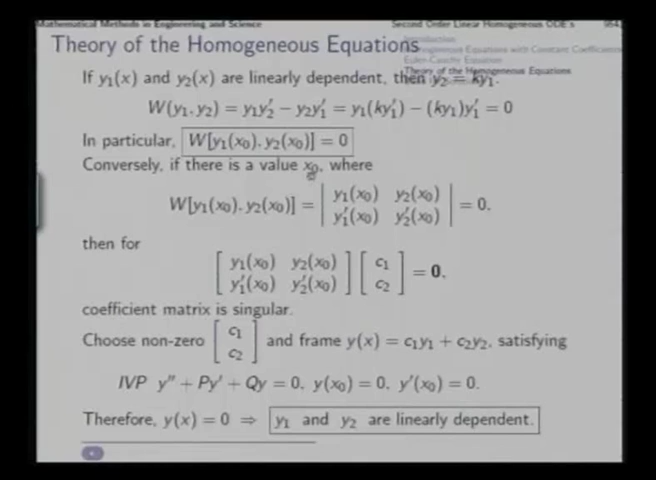 Mathematical Methods in Engineering and Science
Second Order Linear Homogeneous ODE's
Theory of the Homogeneous Equations
Introduction
Homogeneous Equations with Constant Coefficients
Euler-Cauchy Equation
Theory of the Homogeneous Equations
If y₁(x) and y₂(x) are linearly dependent, then y₂ = ky₁.
W(y₁, y₂) = y₁y₂′ − y₂y₁′ = y₁(ky₁′) − (ky₁)y₁′ = 0
In particular, W[y₁(x₀), y₂(x₀)] = 0
Conversely, if there is a value x₀, where
W[y₁(x₀), y₂(x₀)] = | y₁(x₀) y₂(x₀) |
| y₁′(x₀) y₂′(x₀) | = 0,
then for
[ y₁(x₀) y₂(x₀) ] [ c₁ ]
[ y₁′(x₀) y₂′(x₀) ] [ c₂ ] = 0,
coefficient matrix is singular.
Choose non-zero [ c₁ c₂ ] and frame y(x) = c₁y₁ + c₂y₂, satisfying
IVP y″ + Py′ + Qy = 0, y(x₀) = 0, y′(x₀) = 0.
Therefore, y(x) = 0 ⇒ y₁ and y₂ are linearly dependent.